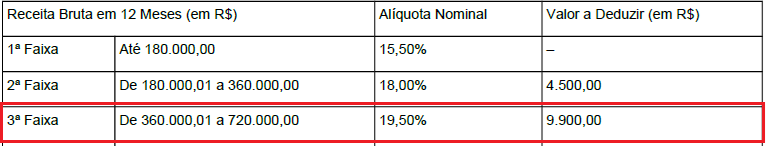 Receita Bruta em 12 Meses (em R$) Alíquota Nominal Valor a Deduzir (em R$)
1ª Faixa Até 180.000,00 15,50% –
2ª Faixa De 180.000,01 a 360.000,00 18,00% 4.500,00
3ª Faixa De 360.000,01 a 720.000,00 19,50% 9.900,00